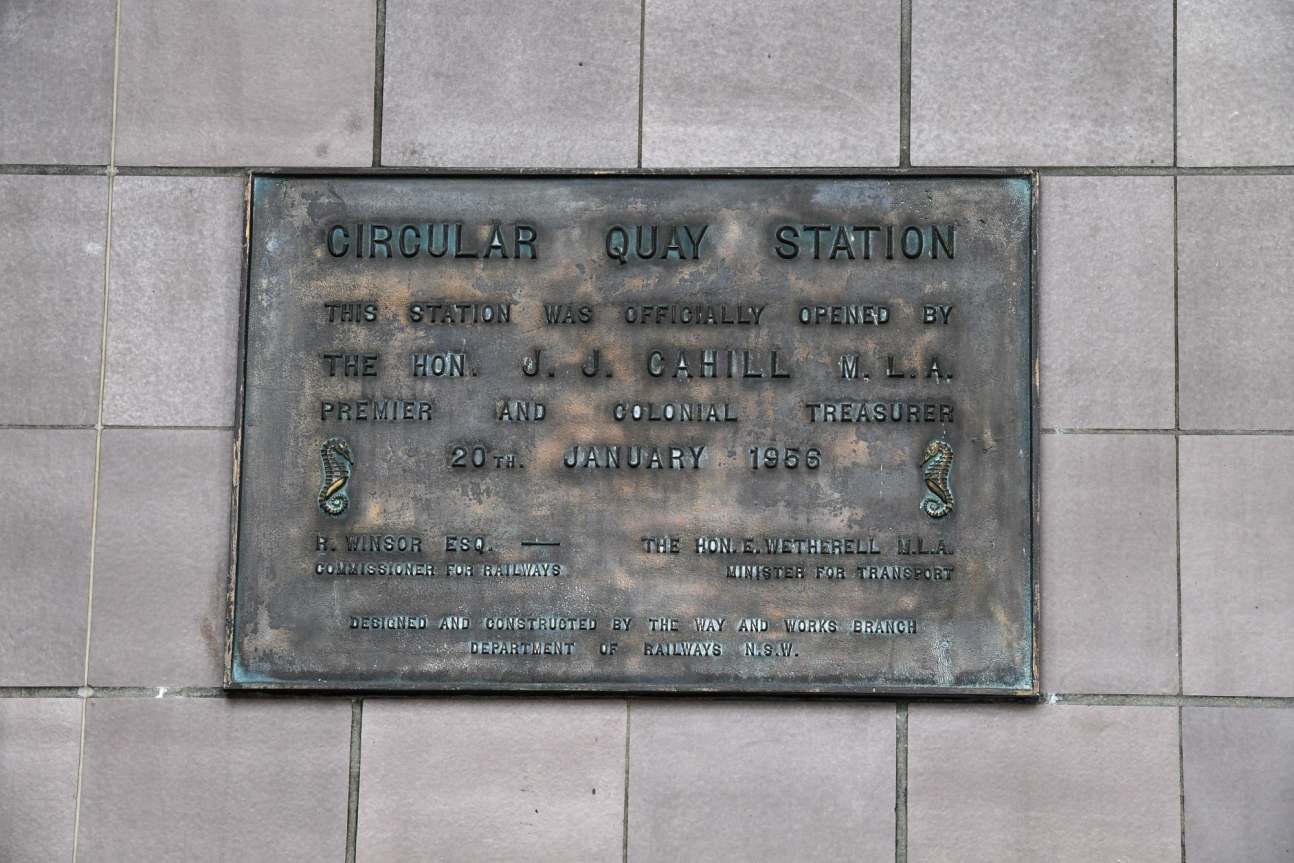 CIRCULAR QUAY STATION
THIS STATION WAS OFFICIALLY OPENED BY
THE HON. J. J. CAHILL M.L.A.
PREMIER AND COLONIAL TREASURER
20TH. JANUARY 1956
R. WINSOR ESQ. — THE HON. E. WETHERELL M.L.A.
COMMISSIONER FOR RAILWAYS MINISTER FOR TRANSPORT
DESIGNED AND CONSTRUCTED BY THE WAY AND WORKS BRANCH
DEPARTMENT OF RAILWAYS N.S.W.